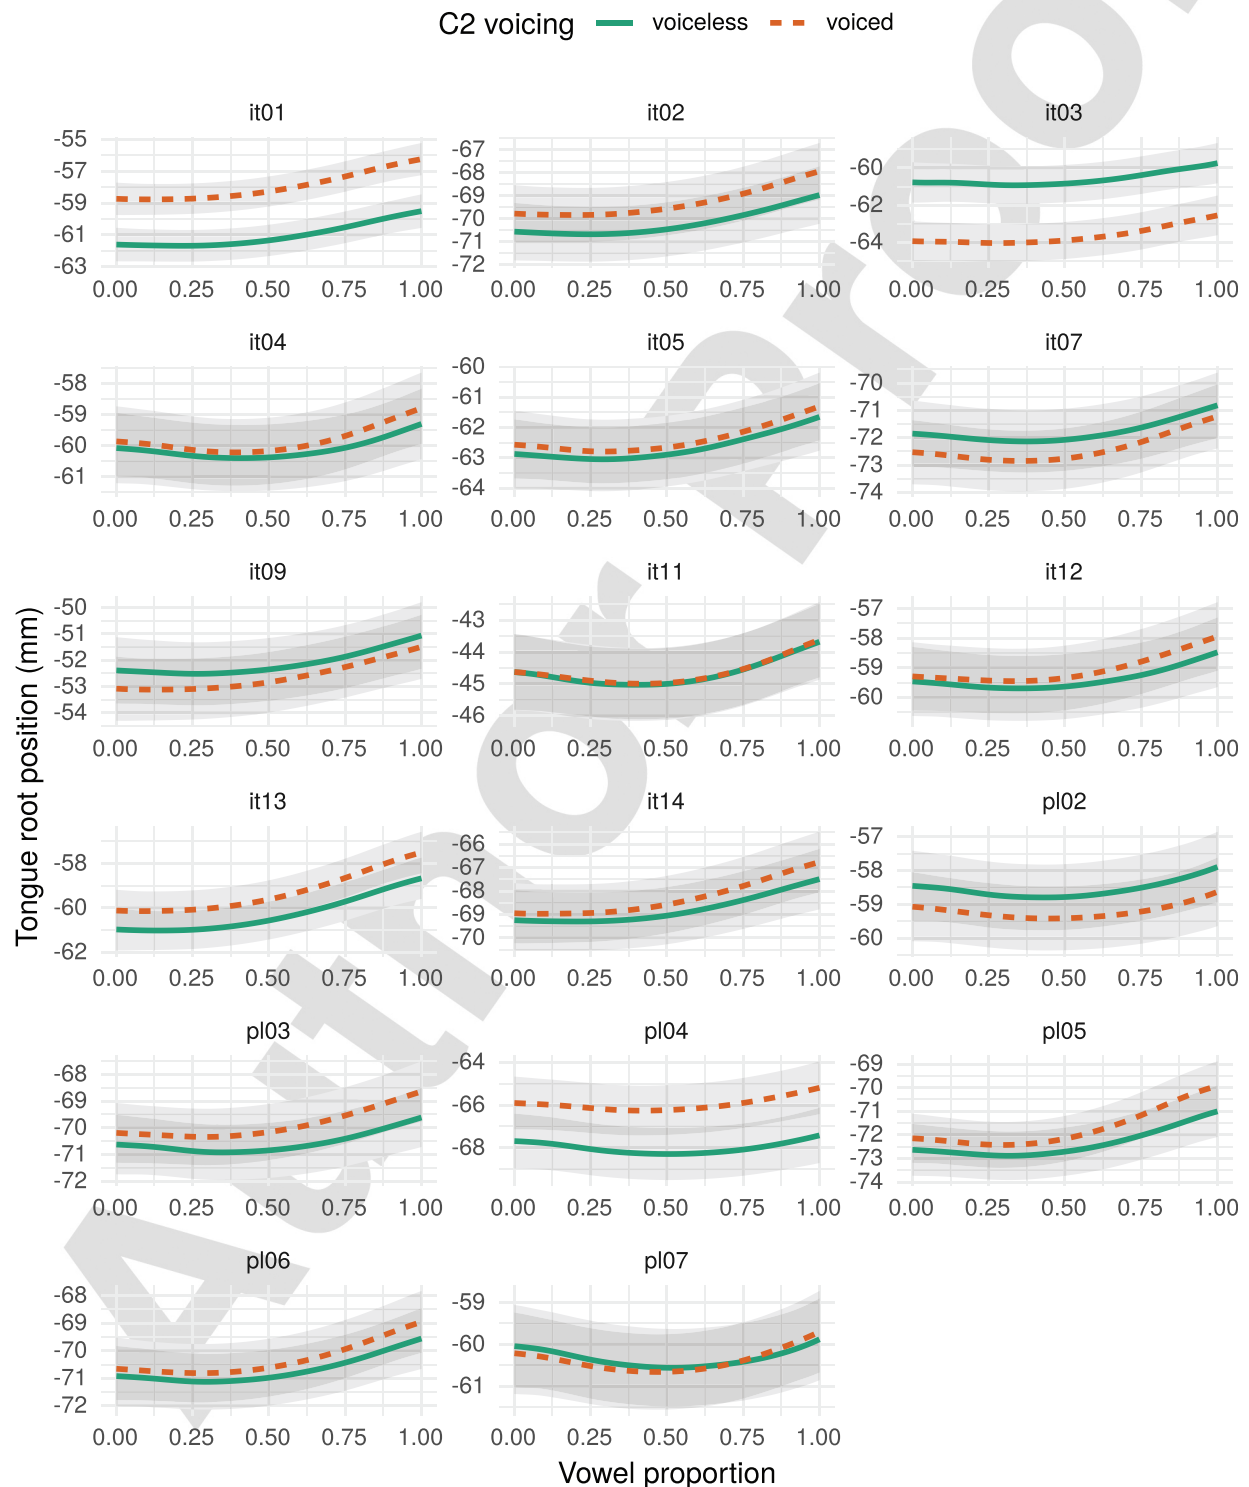 C2 voicing voiceless voiced
it01 it02 it03
-55 -57 -59 -61 -63
-67 -68 -69 -70 -71 -72
-60 -62 -64
0.00 0.25 0.50 0.75 1.00 0.00 0.25 0.50 0.75 1.00 0.00 0.25 0.50 0.75 1.00
it04 it05 it07
-58 -59 -60 -61
-60 -61 -62 -63 -64
-70 -71 -72 -73 -74
0.00 0.25 0.50 0.75 1.00 0.00 0.25 0.50 0.75 1.00 0.00 0.25 0.50 0.75 1.00
it09 it11 it12
-50 -51 -52 -53 -54
-43 -44 -45 -46
-57 -58 -59 -60
0.00 0.25 0.50 0.75 1.00 0.00 0.25 0.50 0.75 1.00 0.00 0.25 0.50 0.75 1.00
Tongue root position (mm)
it13 it14 pl02
-58 -60 -62
-66 -67 -68 -69 -70
-57 -58 -59 -60
0.00 0.25 0.50 0.75 1.00 0.00 0.25 0.50 0.75 1.00 0.00 0.25 0.50 0.75 1.00
pl03 pl04 pl05
-68 -69 -70 -71 -72
-64 -66 -68
-69 -70 -71 -72 -73 -74
0.00 0.25 0.50 0.75 1.00 0.00 0.25 0.50 0.75 1.00 0.00 0.25 0.50 0.75 1.00
pl06 pl07
-68 -69 -70 -71 -72
-59 -60 -61
0.00 0.25 0.50 0.75 1.00 0.00 0.25 0.50 0.75 1.00
Vowel proportion
Author Proo